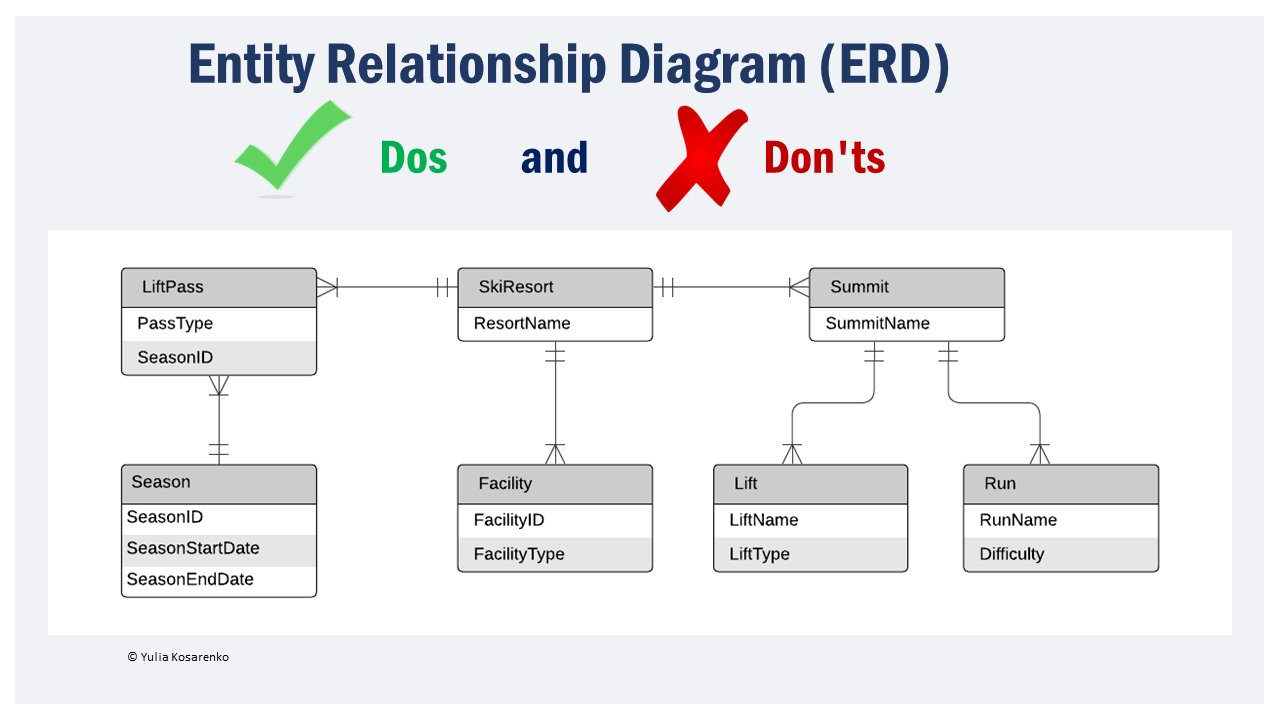 Entity Relationship Diagram (ERD)
Dos and Don'ts
LiftPass
PassType
SeasonID
SkiResort
ResortName
Summit
SummitName
Season
SeasonID
SeasonStartDate
SeasonEndDate
Facility
FacilityID
FacilityType
Lift
LiftName
LiftType
Run
RunName
Difficulty
© Yulia Kosarenko